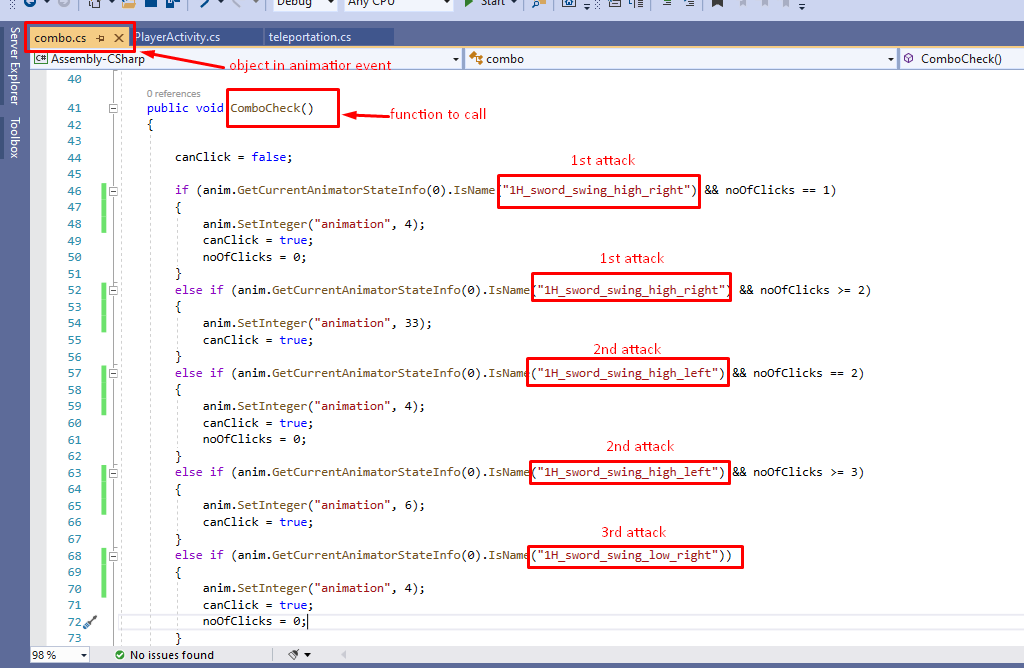 Debug
Any CPU
Start
combo.cs
PlayerActivity.cs
teleportation.cs
Server Explorer
Toolbox
C# Assembly-CSharp
combo
ComboCheck()
object in animatior event
40
0 references
41 public void ComboCheck()
function to call
42 {
43
44 canClick = false;
1st attack
45
46 if (anim.GetCurrentAnimatorStateInfo(0).IsName("1H_sword_swing_high_right") && noOfClicks == 1)
47 {
48 anim.SetInteger("animation", 4);
49 canClick = true;
50 noOfClicks = 0;
1st attack
51 }
52 else if (anim.GetCurrentAnimatorStateInfo(0).IsName("1H_sword_swing_high_right") && noOfClicks >= 2)
53 {
54 anim.SetInteger("animation", 33);
55 canClick = true;
2nd attack
56 }
57 else if (anim.GetCurrentAnimatorStateInfo(0).IsName("1H_sword_swing_high_left") && noOfClicks == 2)
58 {
59 anim.SetInteger("animation", 4);
60 canClick = true;
61 noOfClicks = 0;
2nd attack
62 }
63 else if (anim.GetCurrentAnimatorStateInfo(0).IsName("1H_sword_swing_high_left") && noOfClicks >= 3)
64 {
65 anim.SetInteger("animation", 6);
66 canClick = true;
3rd attack
67 }
68 else if (anim.GetCurrentAnimatorStateInfo(0).IsName("1H_sword_swing_low_right"))
69 {
70 anim.SetInteger("animation", 4);
71 canClick = true;
72 noOfClicks = 0;
73 }
98 %
No issues found